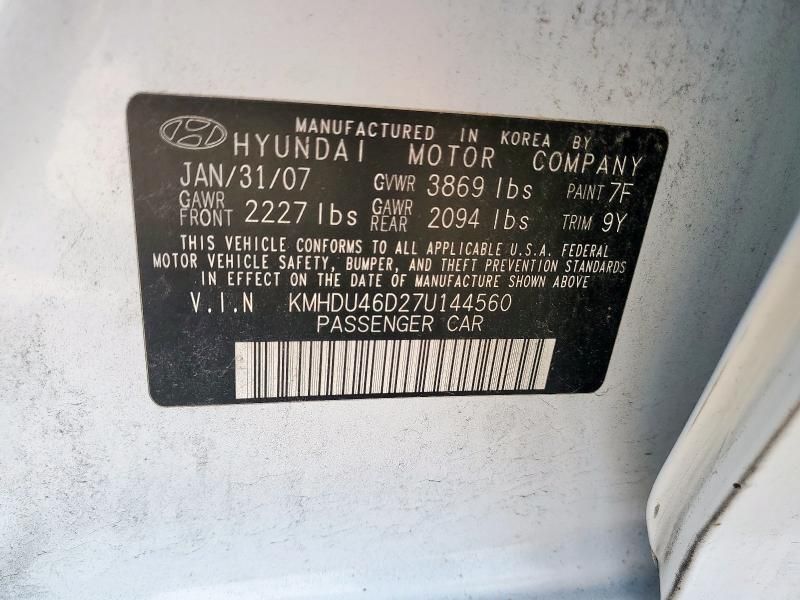 MANUFACTURED IN KOREA BY
HYUNDAI MOTOR COMPANY
JAN/31/07 GVWR 3869 lbs PAINT 7F
GAWR FRONT 2227 lbs GAWR REAR 2094 lbs TRIM 9Y
THIS VEHICLE CONFORMS TO ALL APPLICABLE U.S.A. FEDERAL
MOTOR VEHICLE SAFETY, BUMPER, AND THEFT PREVENTION STANDARDS
IN EFFECT ON THE DATE OF MANUFACTURE SHOWN ABOVE
V.I.N KMHDU46D27U144560
PASSENGER CAR